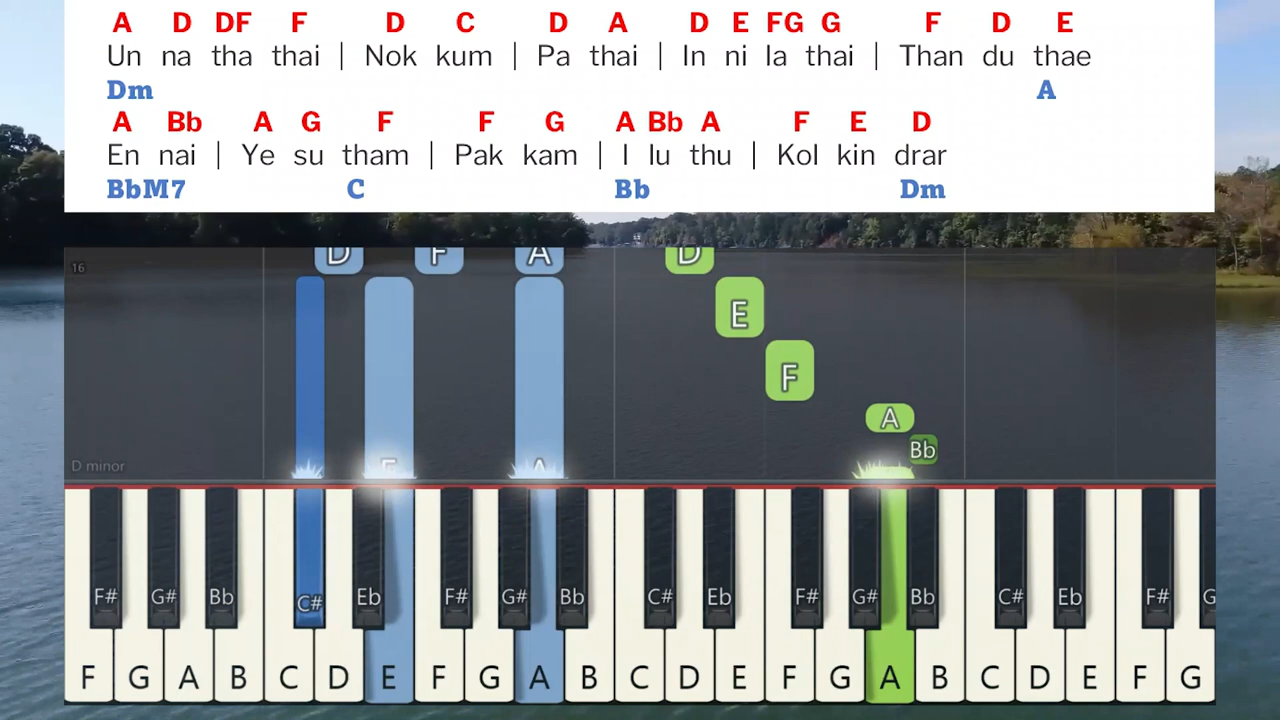 A D DF F D C D A D E FG G F D E
Un na tha thai | Nok kum | Pa thai | In ni la thai | Than du thae
Dm A
A Bb A G F F G A Bb A F E D
En nai | Ye su tham | Pak kam | I lu thu | Kol kin drar
BbM7 C Bb Dm
D F A D
16
E
F
A
Bb
D minor F A
F# G# Bb C# Eb F# G# Bb C# Eb F# G# Bb C# Eb F# G
F G A B C D E F G A B C D E F G A B C D E F G